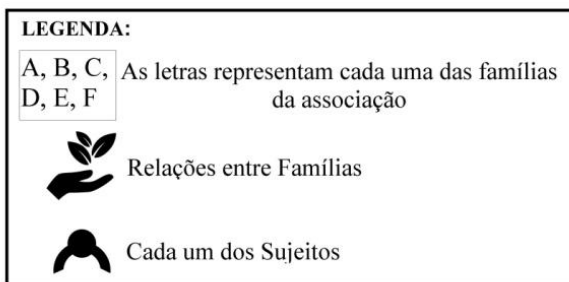 LEGENDA:
A, B, C, As letras representam cada uma das famílias
D, E, F da associação
Relações entre Famílias
Cada um dos Sujeitos